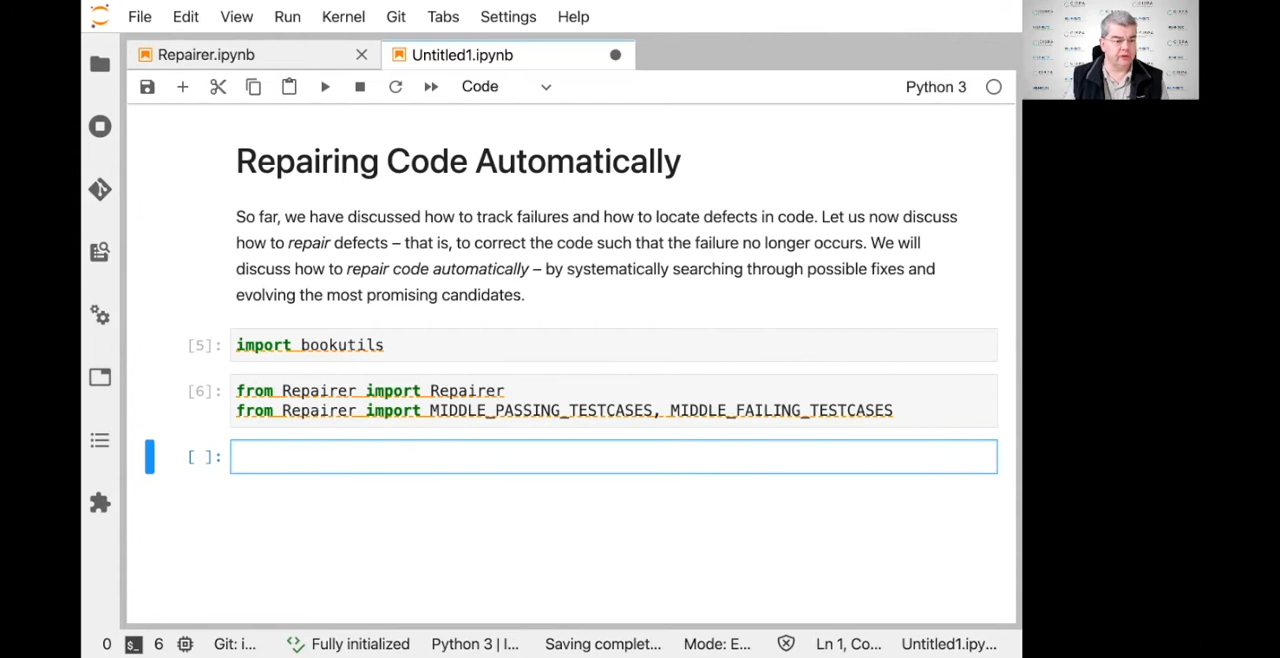 File Edit View Run Kernel Git Tabs Settings Help
Repairer.ipynb Untitled1.ipynb
Code Python 3
Repairing Code Automatically
So far, we have discussed how to track failures and how to locate defects in code. Let us now discuss
how to repair defects – that is, to correct the code such that the failure no longer occurs. We will
discuss how to repair code automatically – by systematically searching through possible fixes and
evolving the most promising candidates.
[5]: import bookutils
[6]: from Repairer import Repairer
from Repairer import MIDDLE_PASSING_TESTCASES, MIDDLE_FAILING_TESTCASES
[ ]:
0 $_ 6 Git: i... Fully initialized Python 3 | I... Saving complet... Mode: E... Ln 1, Co... Untitled1.ipy...